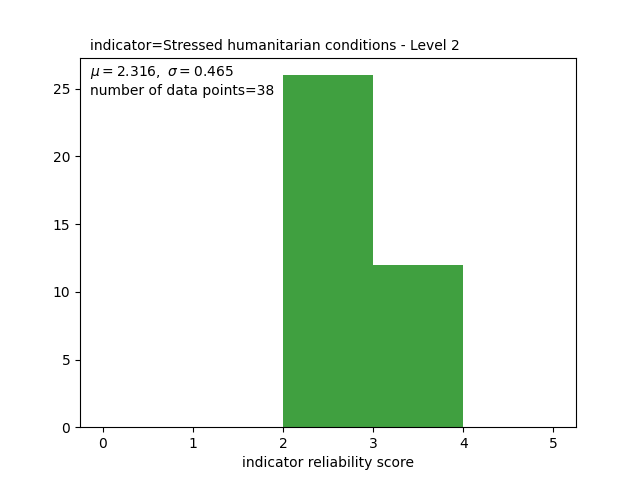 indicator=Stressed humanitarian conditions - Level 2
μ = 2.316, σ = 0.465
number of data points=38
25
20
15
10
5
0
0 1 2 3 4 5
indicator reliability score